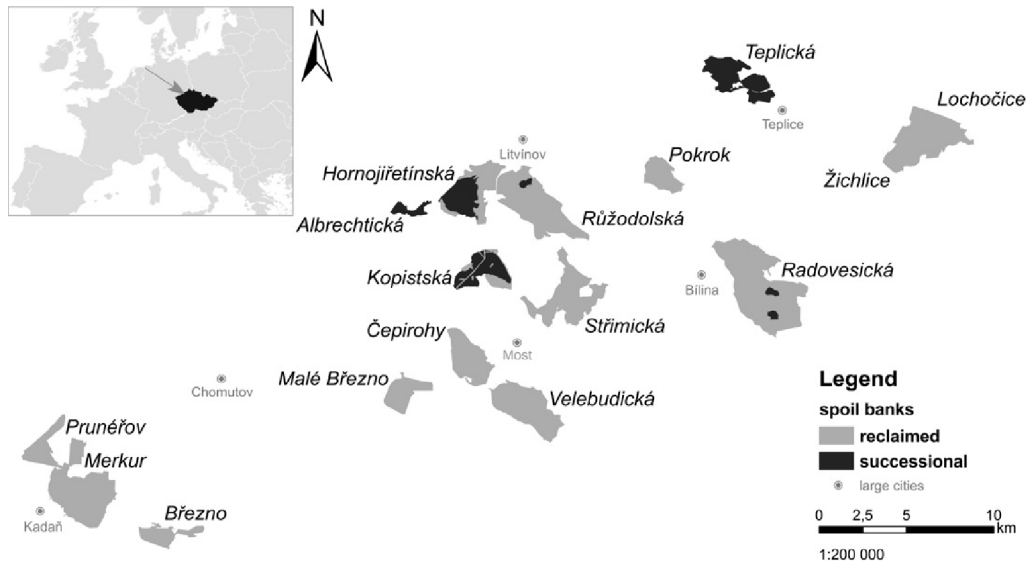 N
Teplická
Teplice
Lochočice
Litvínov
Pokrok
Hornojiřetínská
Žichlice
Albrechtická
Růžodolská
Kopistská
Bílina
Radovesická
Střimická
Čepirohy
Most
Malé Březno
Chomutov
Velebudická
Prunéřov
Merkur
Kadaň
Březno
Legend
spoil banks
reclaimed
successional
large cities
0 2,5 5 10
km
1:200 000